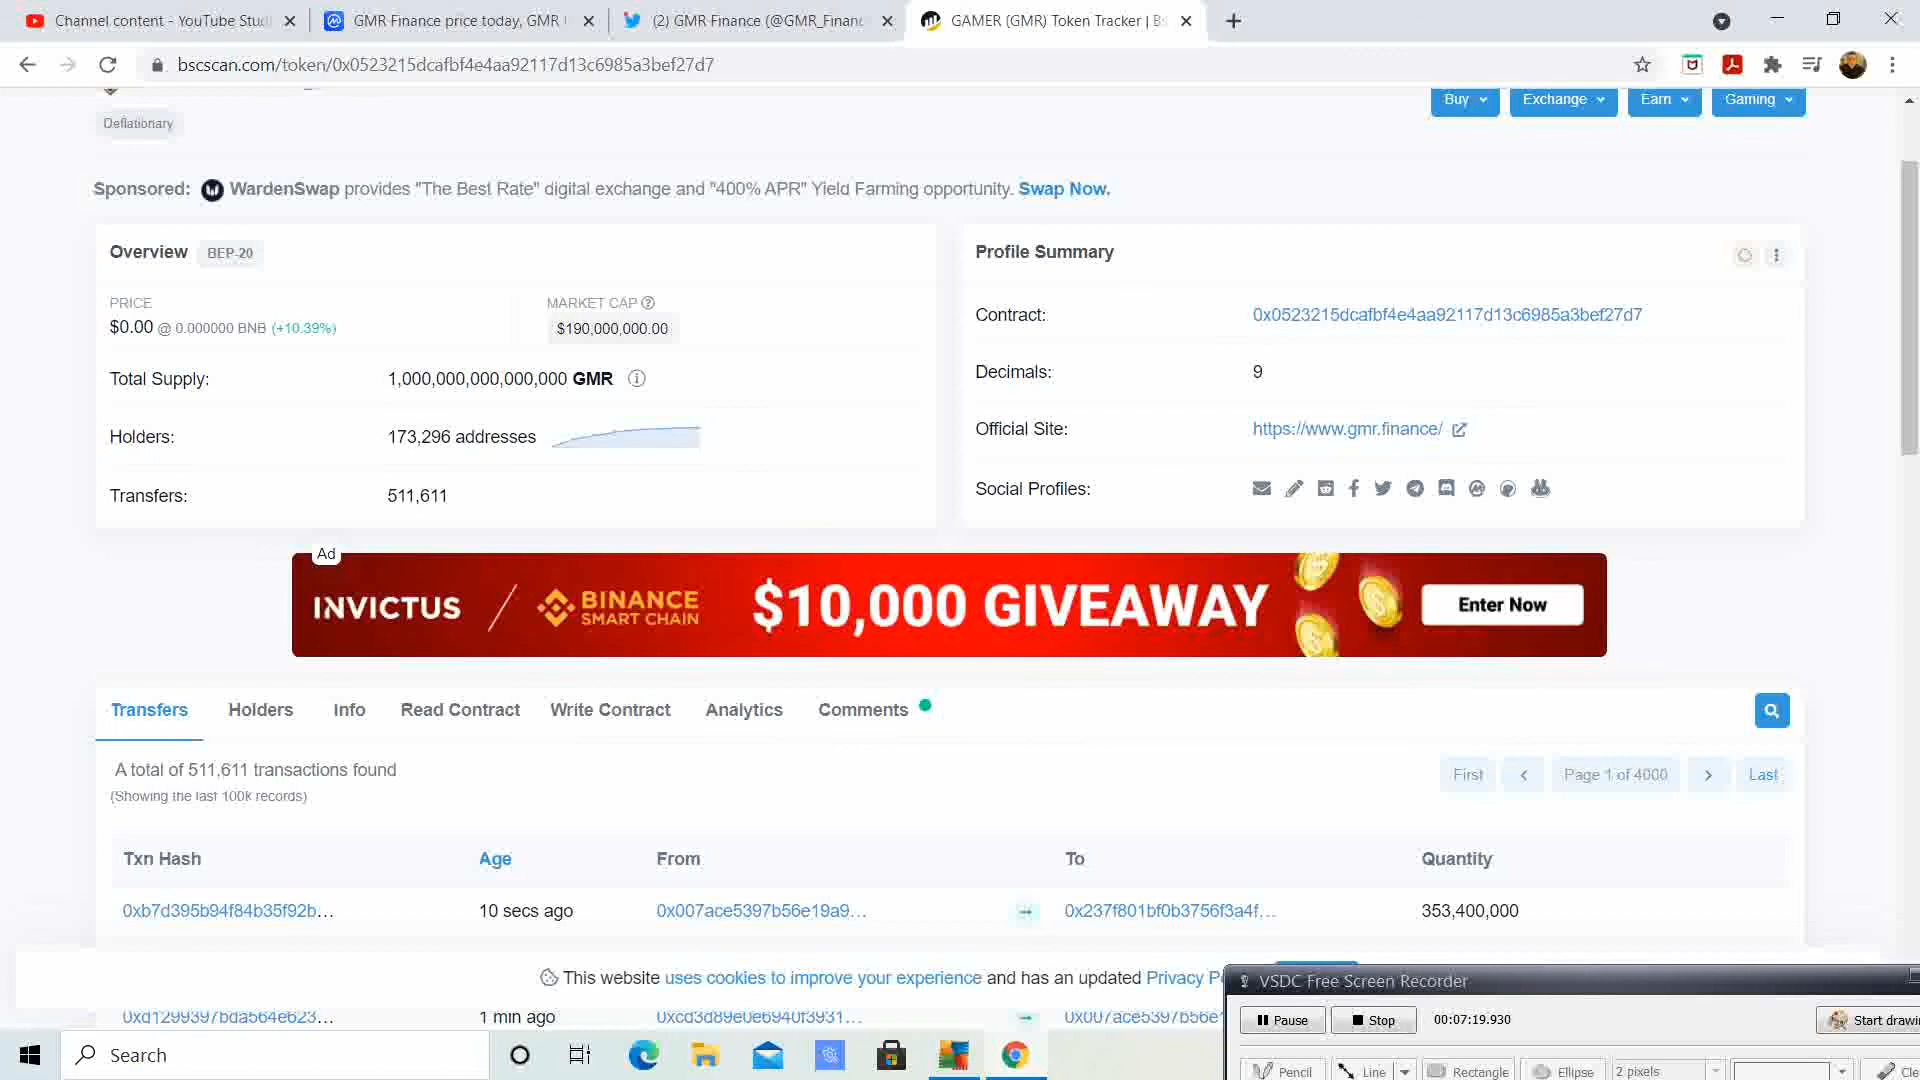 Channel content - YouTube Studi
GMR Finance price today, GMR
(2) GMR Finance (@GMR_Financ
GAMER (GMR) Token Tracker | Bs
bscscan.com/token/0x0523215dcafbf4e4aa92117d13c6985a3bef27d7
Deflationary
Buy
Exchange
Earn
Gaming
Sponsored: WardenSwap provides "The Best Rate" digital exchange and "400% APR" Yield Farming opportunity. Swap Now.
Overview BEP-20
PRICE
$0.00 @ 0.000000 BNB (+10.39%)
MARKET CAP
$190,000,000.00
Total Supply: 1,000,000,000,000,000 GMR
Holders: 173,296 addresses
Transfers: 511,611
Profile Summary
Contract: 0x0523215dcafbf4e4aa92117d13c6985a3bef27d7
Decimals: 9
Official Site: https://www.gmr.finance/
Social Profiles:
Ad
INVICTUS
BINANCE
SMART CHAIN
$10,000 GIVEAWAY
Enter Now
Transfers Holders Info Read Contract Write Contract Analytics Comments
A total of 511,611 transactions found
(Showing the last 100k records)
First
Page 1 of 4000
Last
Txn Hash Age From To Quantity
0xb7d395b94f84b35f92b... 10 secs ago 0x007ace5397b56e19a9... 0x237f801bf0b3756f3a4f... 353,400,000
This website uses cookies to improve your experience and has an updated Privacy P
0xd1299397bda564e623... 1 min ago 0xcd3d89e0e6940f3931... 0x007ace5397b56e1
VSDC Free Screen Recorder
Pause
Stop
00:07:19.930
Start drawin
Pencil
Line
Rectangle
Ellipse
2 pixels
Cle
Search